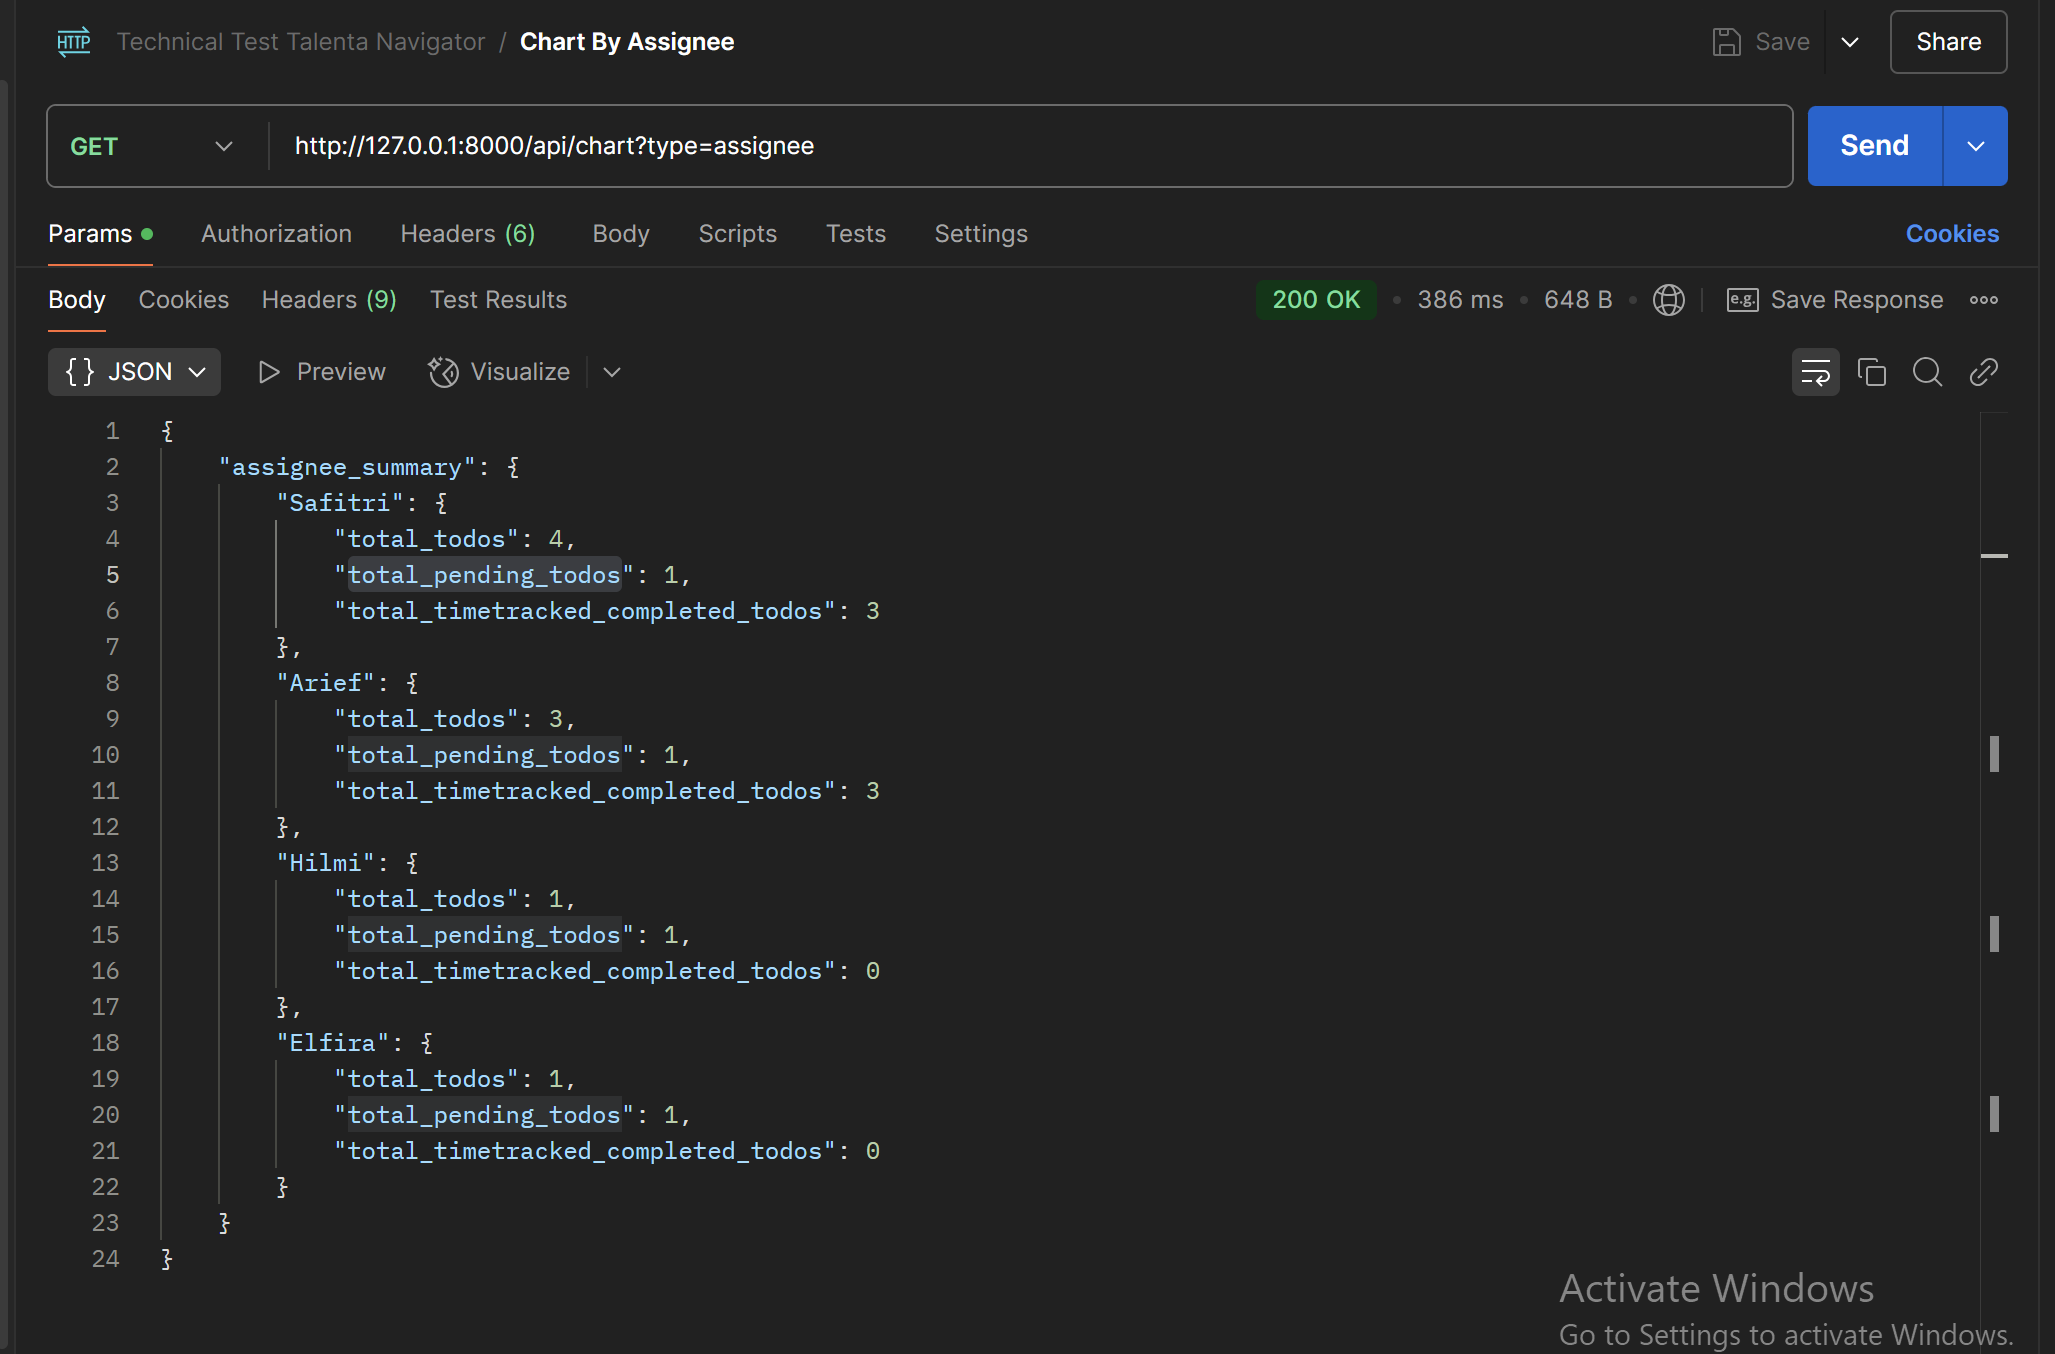 HTTP Technical Test Talenta Navigator / Chart By Assignee Save Share
GET http://127.0.0.1:8000/api/chart?type=assignee Send
Params Authorization Headers (6) Body Scripts Tests Settings Cookies
Body Cookies Headers (9) Test Results 200 OK • 386 ms • 648 B • e.g. Save Response
{} JSON Preview Visualize
1 {
2 "assignee_summary": {
3 "Safitri": {
4 "total_todos": 4,
5 "total_pending_todos": 1,
6 "total_timetracked_completed_todos": 3
7 },
8 "Arief": {
9 "total_todos": 3,
10 "total_pending_todos": 1,
11 "total_timetracked_completed_todos": 3
12 },
13 "Hilmi": {
14 "total_todos": 1,
15 "total_pending_todos": 1,
16 "total_timetracked_completed_todos": 0
17 },
18 "Elfira": {
19 "total_todos": 1,
20 "total_pending_todos": 1,
21 "total_timetracked_completed_todos": 0
22 }
23 }
24 }
Activate Windows
Go to Settings to activate Windows.